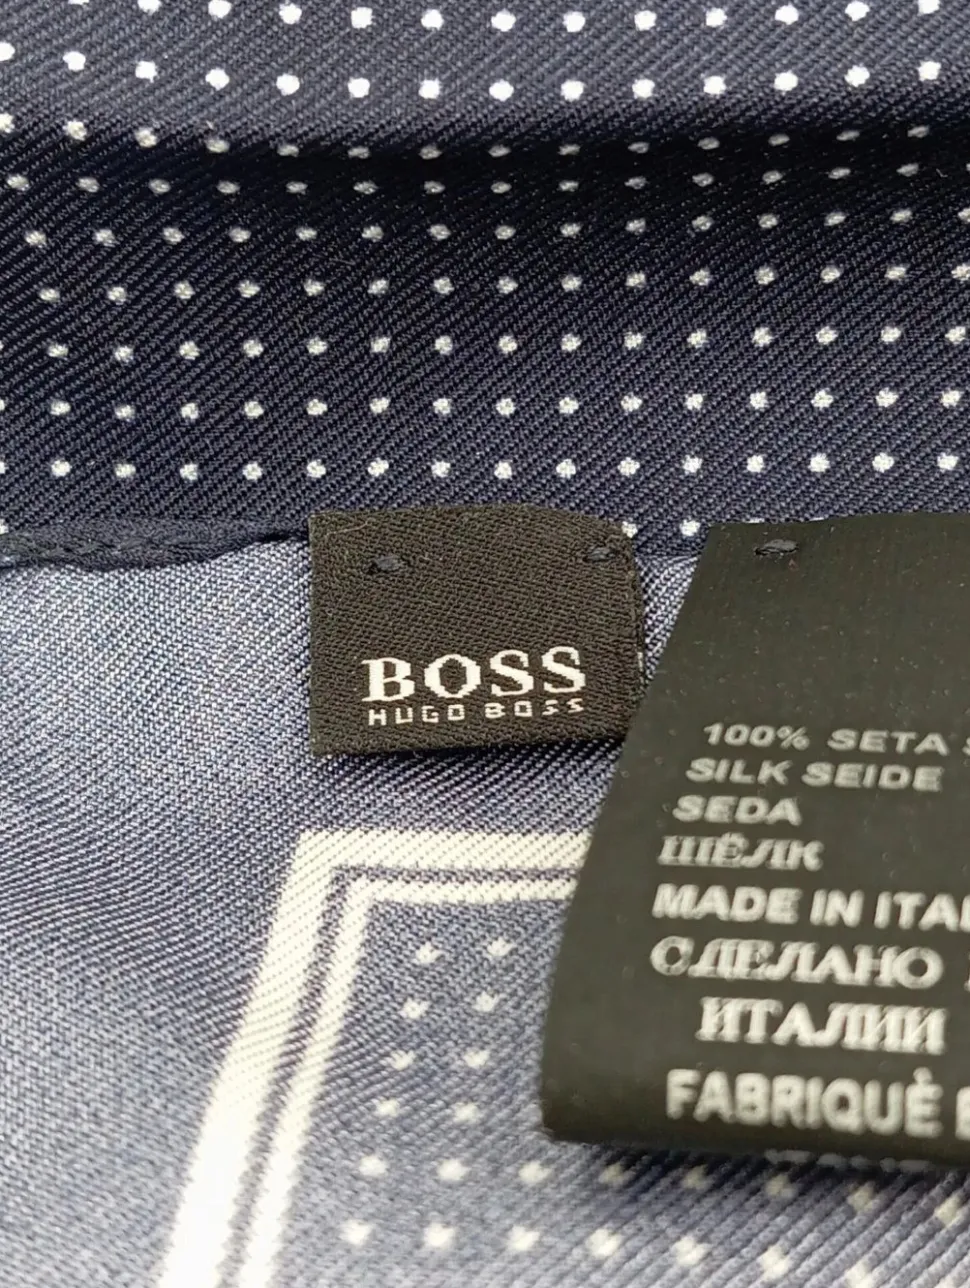 BOSS
HUGO BOSS
100% SETA
SILK SEIDE
SEDA
ШЁЛК
MADE IN ITA
СДЕЛАНО
ИТАЛИИ
FABRIQUÈ